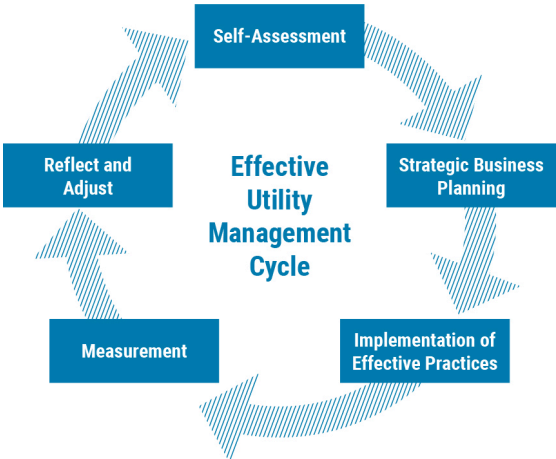 Self-Assessment
Strategic Business
Planning
Implementation of
Effective Practices
Measurement
Reflect and
Adjust
Effective
Utility
Management
Cycle